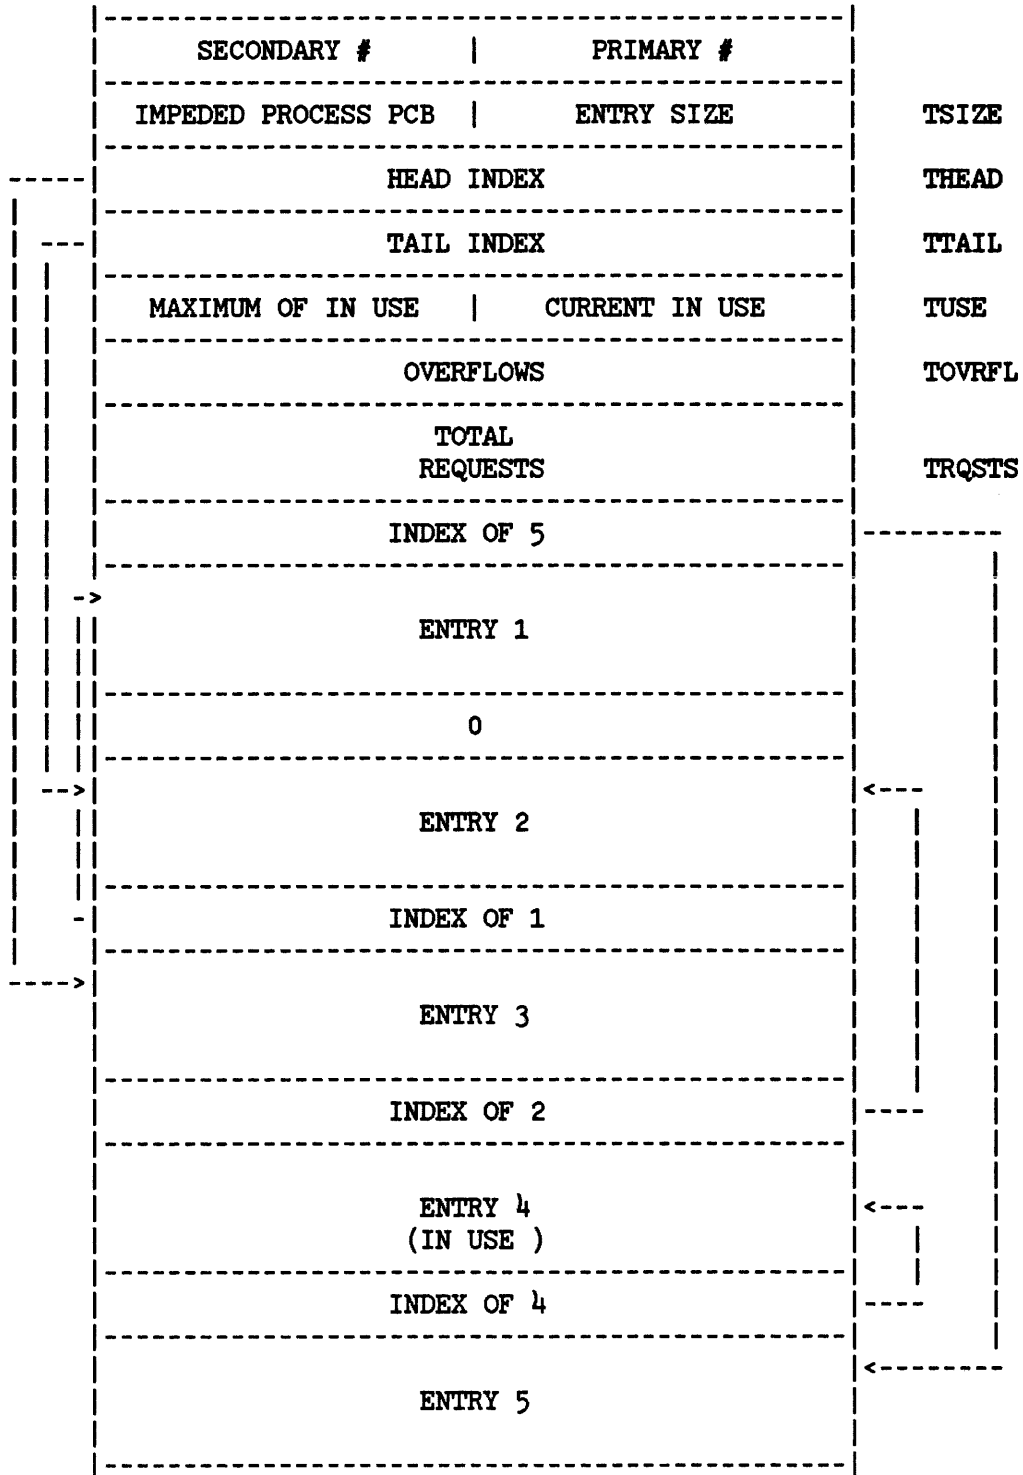 SECONDARY # | PRIMARY #
IMPEDED PROCESS PCB | ENTRY SIZE TSIZE
HEAD INDEX THEAD
TAIL INDEX TTAIL
MAXIMUM OF IN USE | CURRENT IN USE TUSE
OVERFLOWS TOVRFL
TOTAL
REQUESTS TRQSTS
INDEX OF 5
ENTRY 1
0
ENTRY 2
INDEX OF 1
ENTRY 3
INDEX OF 2
ENTRY 4
(IN USE )
INDEX OF 4
ENTRY 5